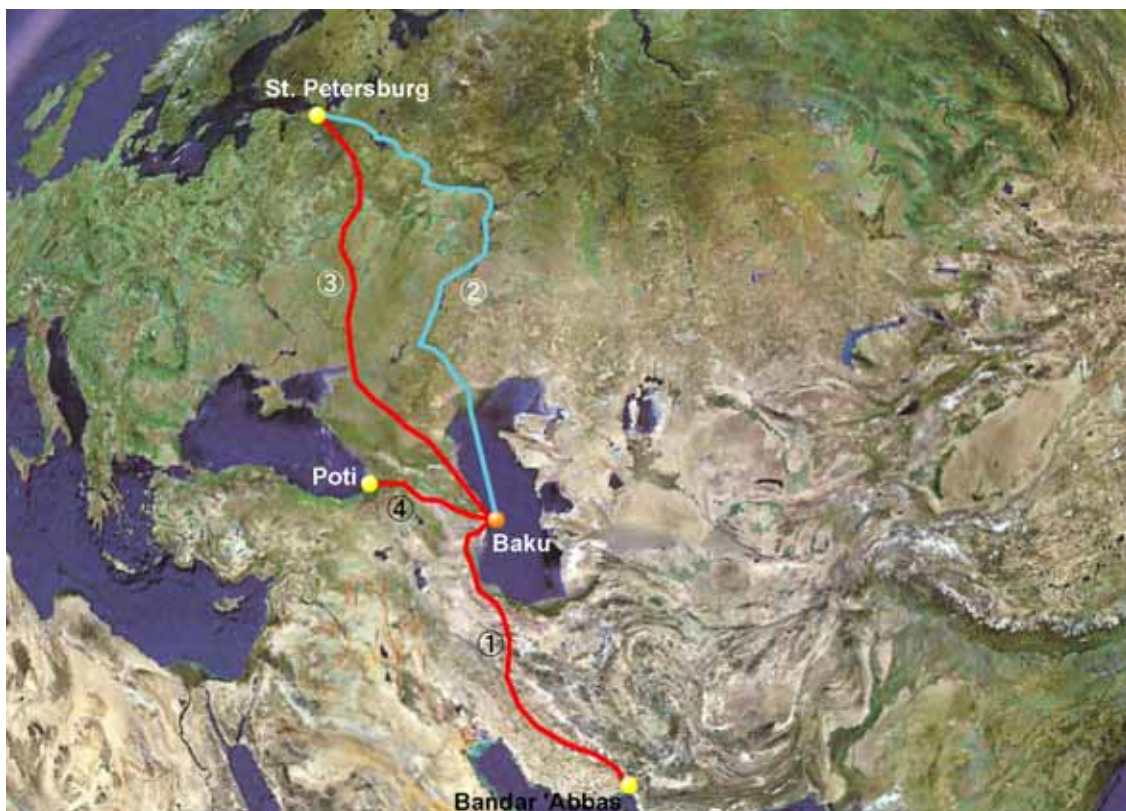 St. Petersburg
③
②
Poti
④
Baku
①
Bandar 'Abbas